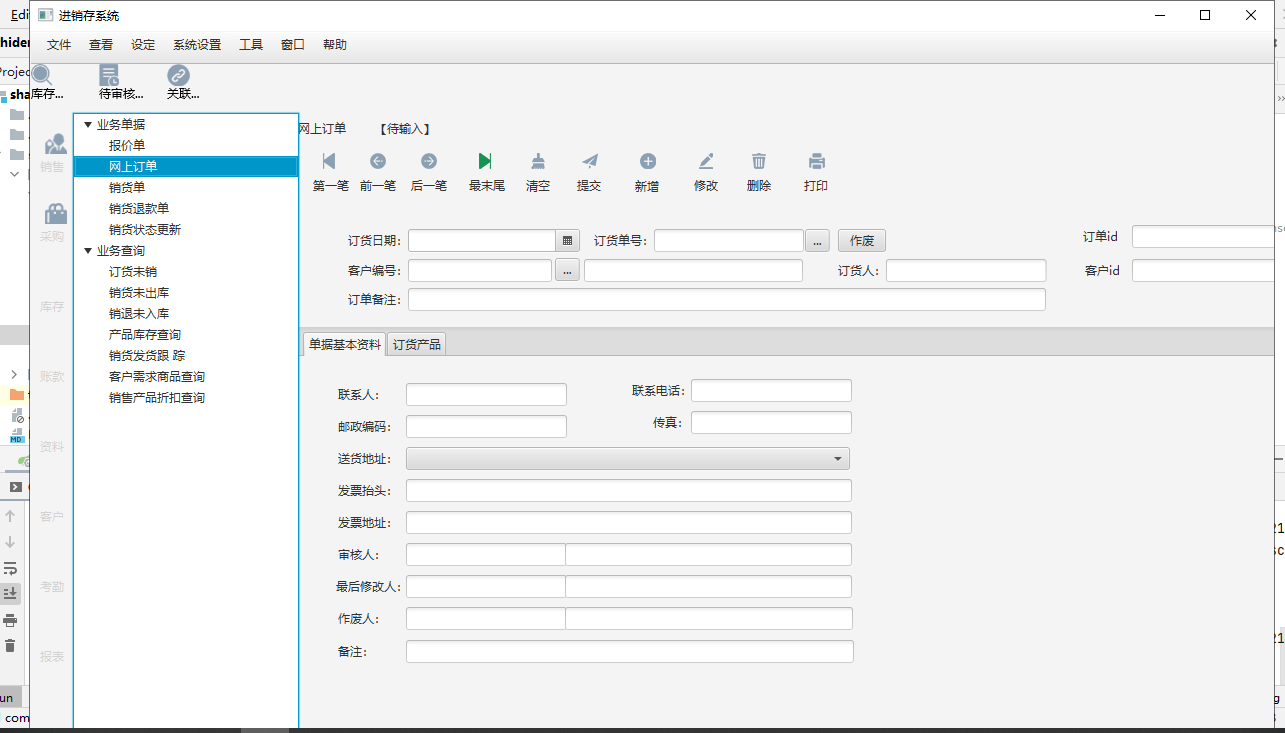 Edi
进销存系统
文件 查看 设定 系统设置 工具 窗口 帮助
库存... 待审核... 关联...
Projec
sha
业务单据
报价单
网上订单
销货单
销货退款单
销货状态更新
业务查询
订货未销
销货未出库
销退未入库
产品库存查询
销货发货跟 踪
客户需求商品查询
销售产品折扣查询
销售
采购
库存
账款
资料
客户
考勤
报表
网上订单 【待输入】
第一笔 前一笔 后一笔 最末尾 清空 提交 新增 修改 删除 打印
订货日期: 订货单号: ... 作废 订单id
客户编号: ... 订货人: 客户id
订单备注:
单据基本资料 订货产品
联系人: 联系电话:
邮政编码: 传真:
送货地址:
发票抬头:
发票地址:
审核人:
最后修改人:
作废人:
备注:
MD
un
com
21
sc
21
g